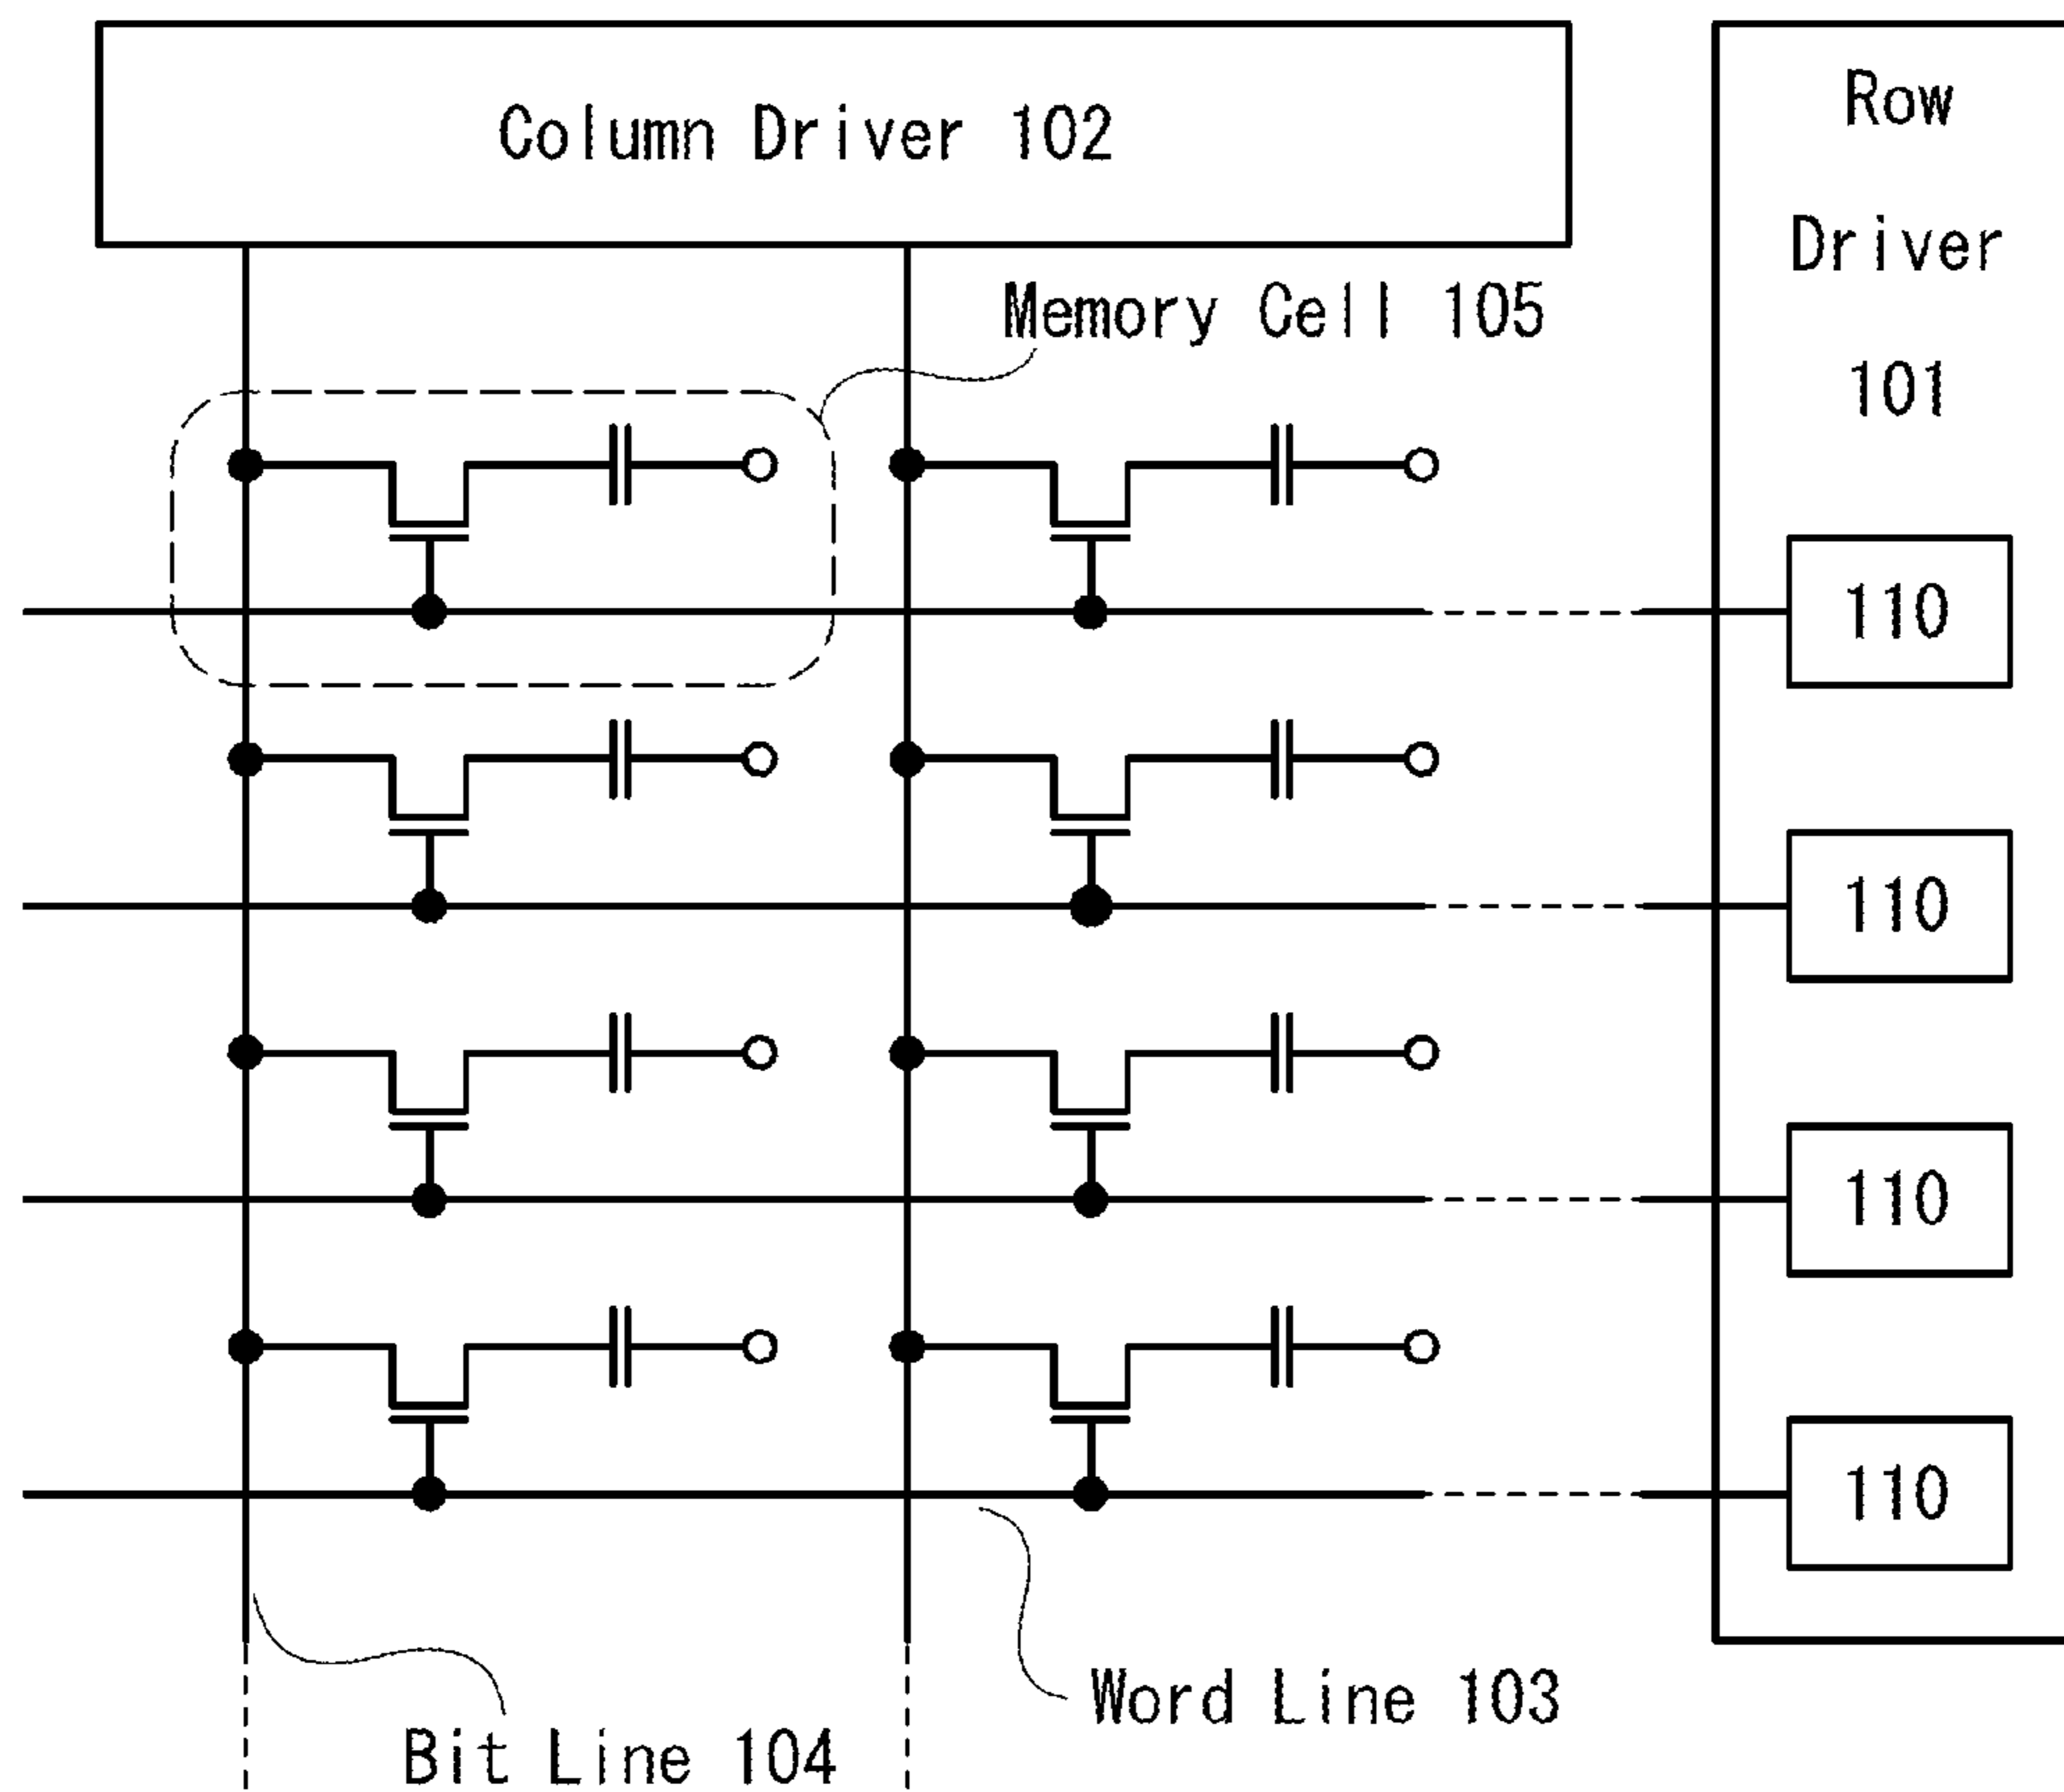 Column Driver 102
Row
Driver
101
Memory Cell 105
110
110
110
110
Word Line 103
Bit Line 104